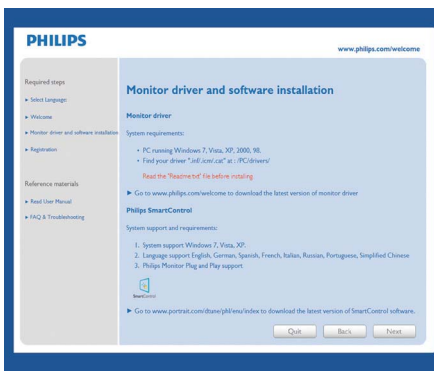 PHILIPS
www.philips.com/welcome
Required steps
Select Language:
Welcome
Monitor driver and software installation
Registration
Reference materials
Read User Manual
FAQ & Troubleshooting
Monitor driver and software installation
Monitor driver
System requirements:
• PC running Windows 7, Vista, XP, 2000, 98.
• Find your driver ".inf/.icm/.cat" at : /PC/drivers/
Read the "Readme.txt" file before installing.
Go to www.philips.com/welcome to download the latest version of monitor driver
Philips SmartControl
System support and requirements:
1. System support Windows 7, Vista, XP.
2. Language support English, German, Spanish, French, Italian, Russian, Portuguese, Simplified Chinese
3. Philips Monitor Plug and Play support
SmartControl
Go to www.portrait.com/dtune/phl/enu/index to download the latest version of SmartControl software.
Quit Back Next